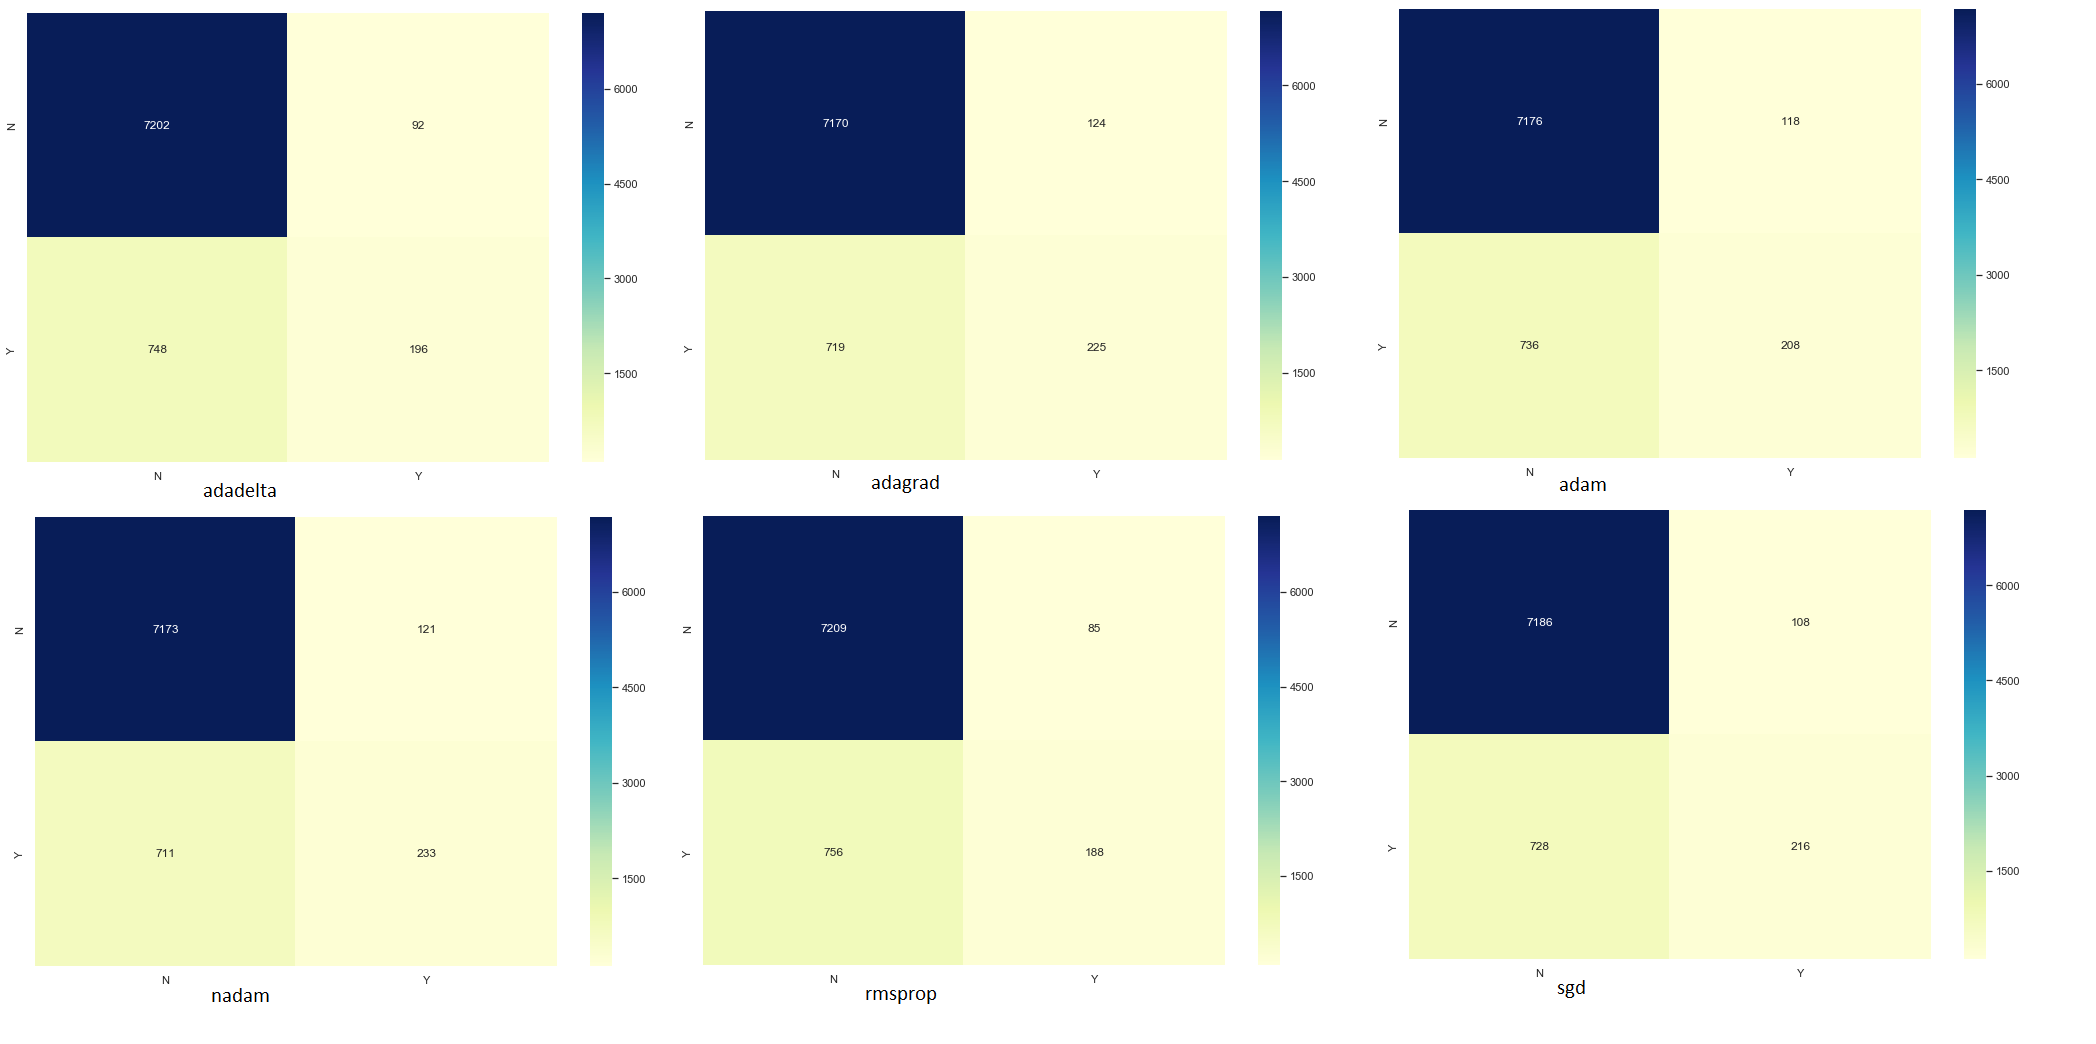 6000
N
7202
92
4500
3000
Y
748
196
1500
N
Y
adadelta
6000
N
7170
124
4500
3000
Y
719
225
1500
N
Y
adagrad
6000
N
7176
118
4500
3000
Y
736
208
1500
N
Y
adam
6000
N
7173
121
4500
3000
Y
711
233
1500
N
Y
nadam
6000
N
7209
85
4500
3000
Y
756
188
1500
N
Y
rmsprop
6000
N
7186
108
4500
3000
Y
728
216
1500
N
Y
sgd